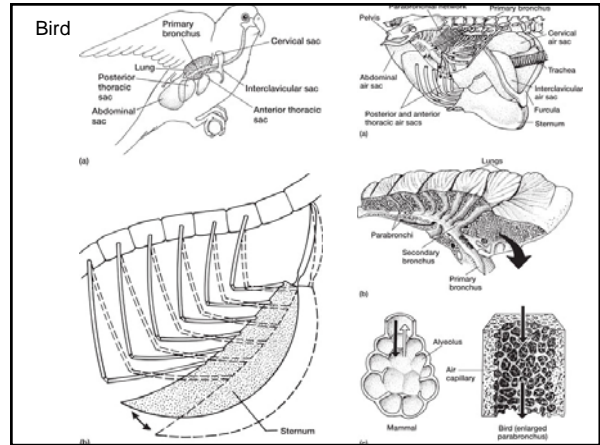 Bird
Primary
bronchus
Cervical sac
Lung
Posterior
thoracic
sac
Interclavicular sac
Abdominal
sac
Anterior thoracic
sac
(a)
Sternum
(b)
Parabronchial network
Primary bronchus
Pelvis
Cervical
air sac
Trachea
Abdominal
air sac
Interclavicular
air sac
Furcula
Posterior and anterior
thoracic air sacs
Sternum
(a)
Lungs
Parabronchi
Secondary
bronchus
Primary
bronchus
(b)
Alveolus
Air
capillary
Mammal
Bird (enlarged
parabronchus)
(c)